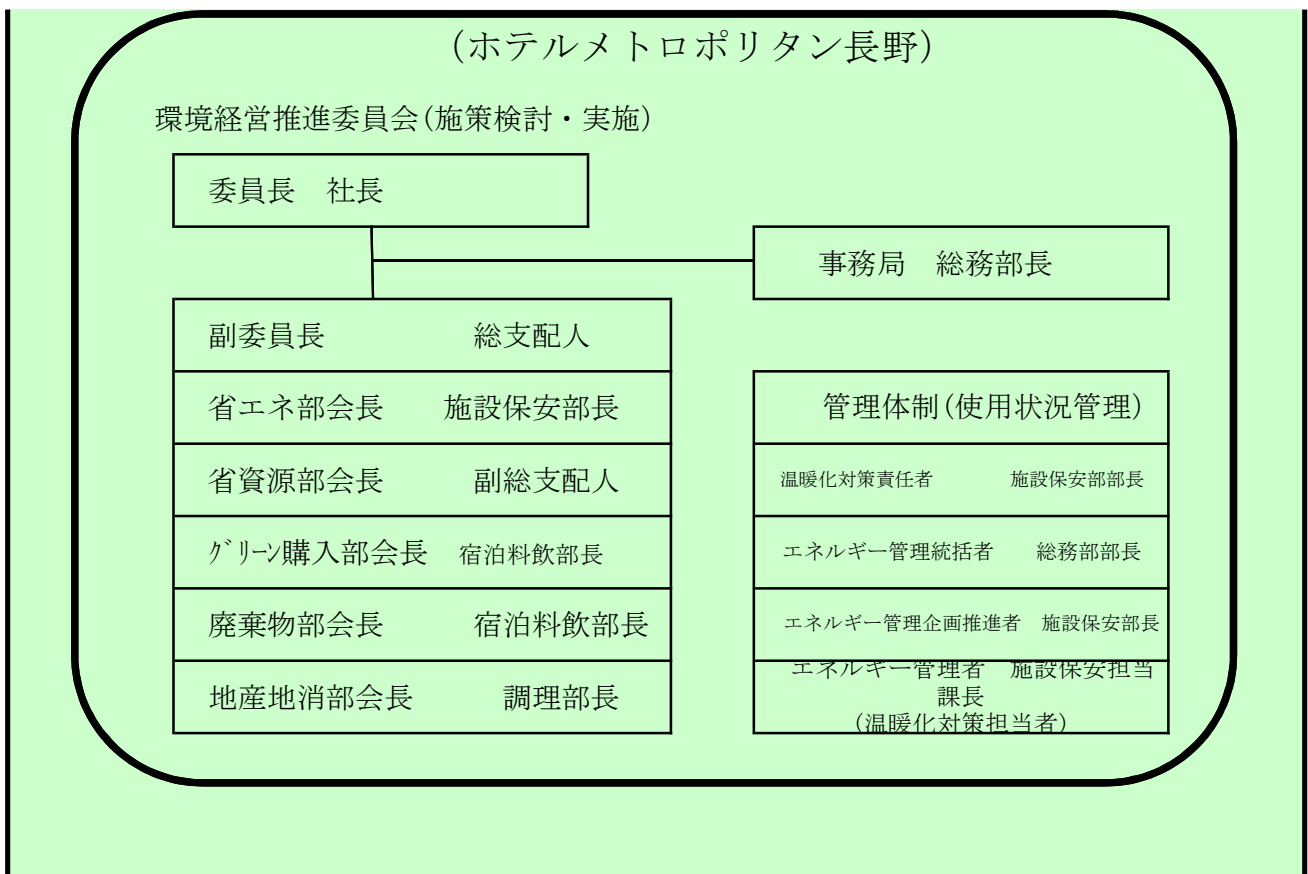 (ホテルメトロポリタン長野)
環境経営推進委員会(施策検討・実施)
委員長　社長
事務局　総務部長
副委員長　総支配人
省エネ部会長　施設保安部長
省資源部会長　副総支配人
ｸﾞﾘｰﾝ購入部会長　宿泊料飲部長
廃棄物部会長　宿泊料飲部長
地産地消部会長　調理部長
管理体制(使用状況管理)
温暖化対策責任者　施設保安部部長
エネルギー管理統括者　総務部部長
エネルギー管理企画推進者　施設保安部長
エネルギー管理者　施設保安担当
課長
(温暖化対策担当者)